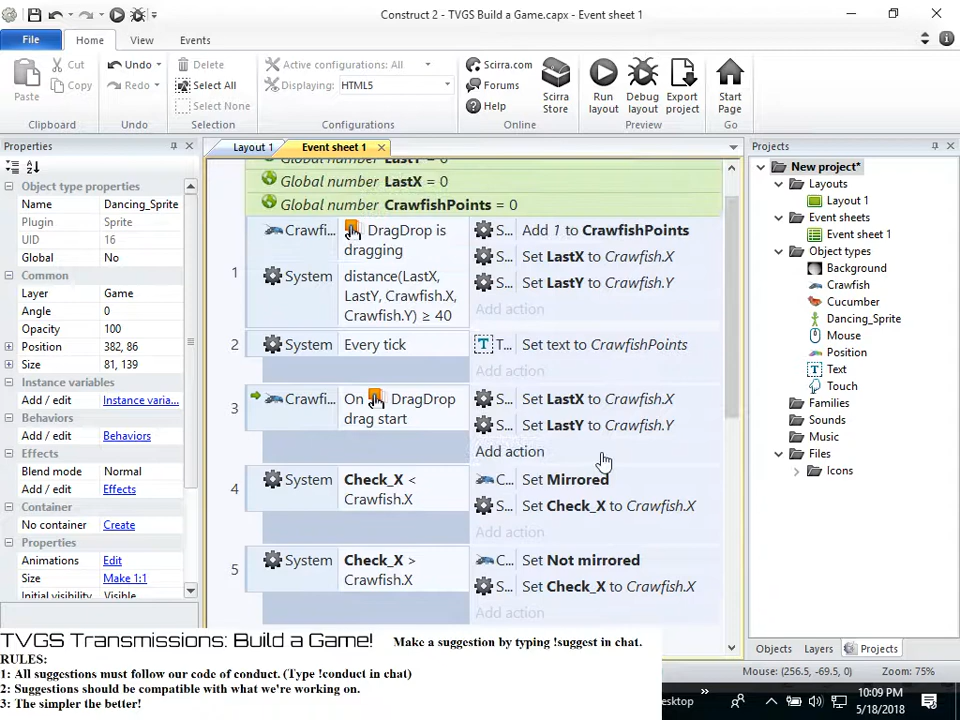 Construct 2 - TVGS Build a Game.capx - Event sheet 1
File Home View Events
Paste
Cut
Copy
Clipboard
Undo
Redo
Undo
Delete
Select All
Select None
Selection
Active configurations: All
Displaying: HTML5
Configurations
Scirra.com
Forums
Help
Scirra Store
Online
Run layout
Debug layout
Export project
Preview
Start Page
Go
Properties
Object type properties
Name Dancing_Sprite
Plugin Sprite
UID 16
Global No
Common
Layer Game
Angle 0
Opacity 100
Position 382, 86
Size 81, 139
Instance variables
Add / edit Instance varia...
Behaviors
Add / edit Behaviors
Effects
Blend mode Normal
Add / edit Effects
Container
No container Create
Properties
Animations Edit
Size Make 1:1
Initial visibility Visible
Layout 1 Event sheet 1
Global number LastY = 0
Global number LastX = 0
Global number CrawfishPoints = 0
1
Crawfi... DragDrop is dragging
System distance(LastX, LastY, Crawfish.X, Crawfish.Y) ≥ 40
S... Add 1 to CrawfishPoints
S... Set LastX to Crawfish.X
S... Set LastY to Crawfish.Y
Add action
2 System Every tick
T T... Set text to CrawfishPoints
Add action
3 Crawfi... On DragDrop drag start
S... Set LastX to Crawfish.X
S... Set LastY to Crawfish.Y
Add action
4 System Check_X < Crawfish.X
C... Set Mirrored
S... Set Check_X to Crawfish.X
Add action
5 System Check_X > Crawfish.X
C... Set Not mirrored
S... Set Check_X to Crawfish.X
Add action
Projects
New project*
Layouts
Layout 1
Event sheets
Event sheet 1
Object types
Background
Crawfish
Cucumber
Dancing_Sprite
Mouse
Position
T Text
Touch
Families
Sounds
Music
Files
Icons
Objects Layers Projects
Mouse: (256.5, -69.5, 0) Zoom: 75%
TVGS Transmissions: Build a Game! Make a suggestion by typing !suggest in chat.
RULES:
1: All suggestions must follow our code of conduct. (Type !conduct in chat)
2: Suggestions should be compatible with what we're working on.
3: The simpler the better!
esktop
10:09 PM
5/18/2018